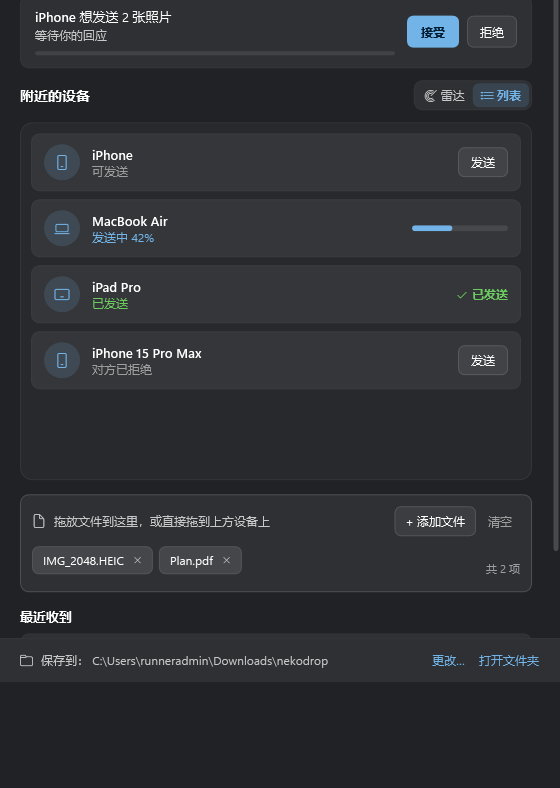 iPhone 想发送 2 张照片
等待你的回应
接受
拒绝
附近的设备
雷达
列表
iPhone
可发送
发送
MacBook Air
发送中 42%
iPad Pro
已发送
已发送
iPhone 15 Pro Max
对方已拒绝
发送
拖放文件到这里，或直接拖到上方设备上
+ 添加文件
清空
IMG_2048.HEIC ×
Plan.pdf ×
共 2 项
最近收到
保存到: C:\Users\runneradmin\Downloads\nekodrop
更改...
打开文件夹